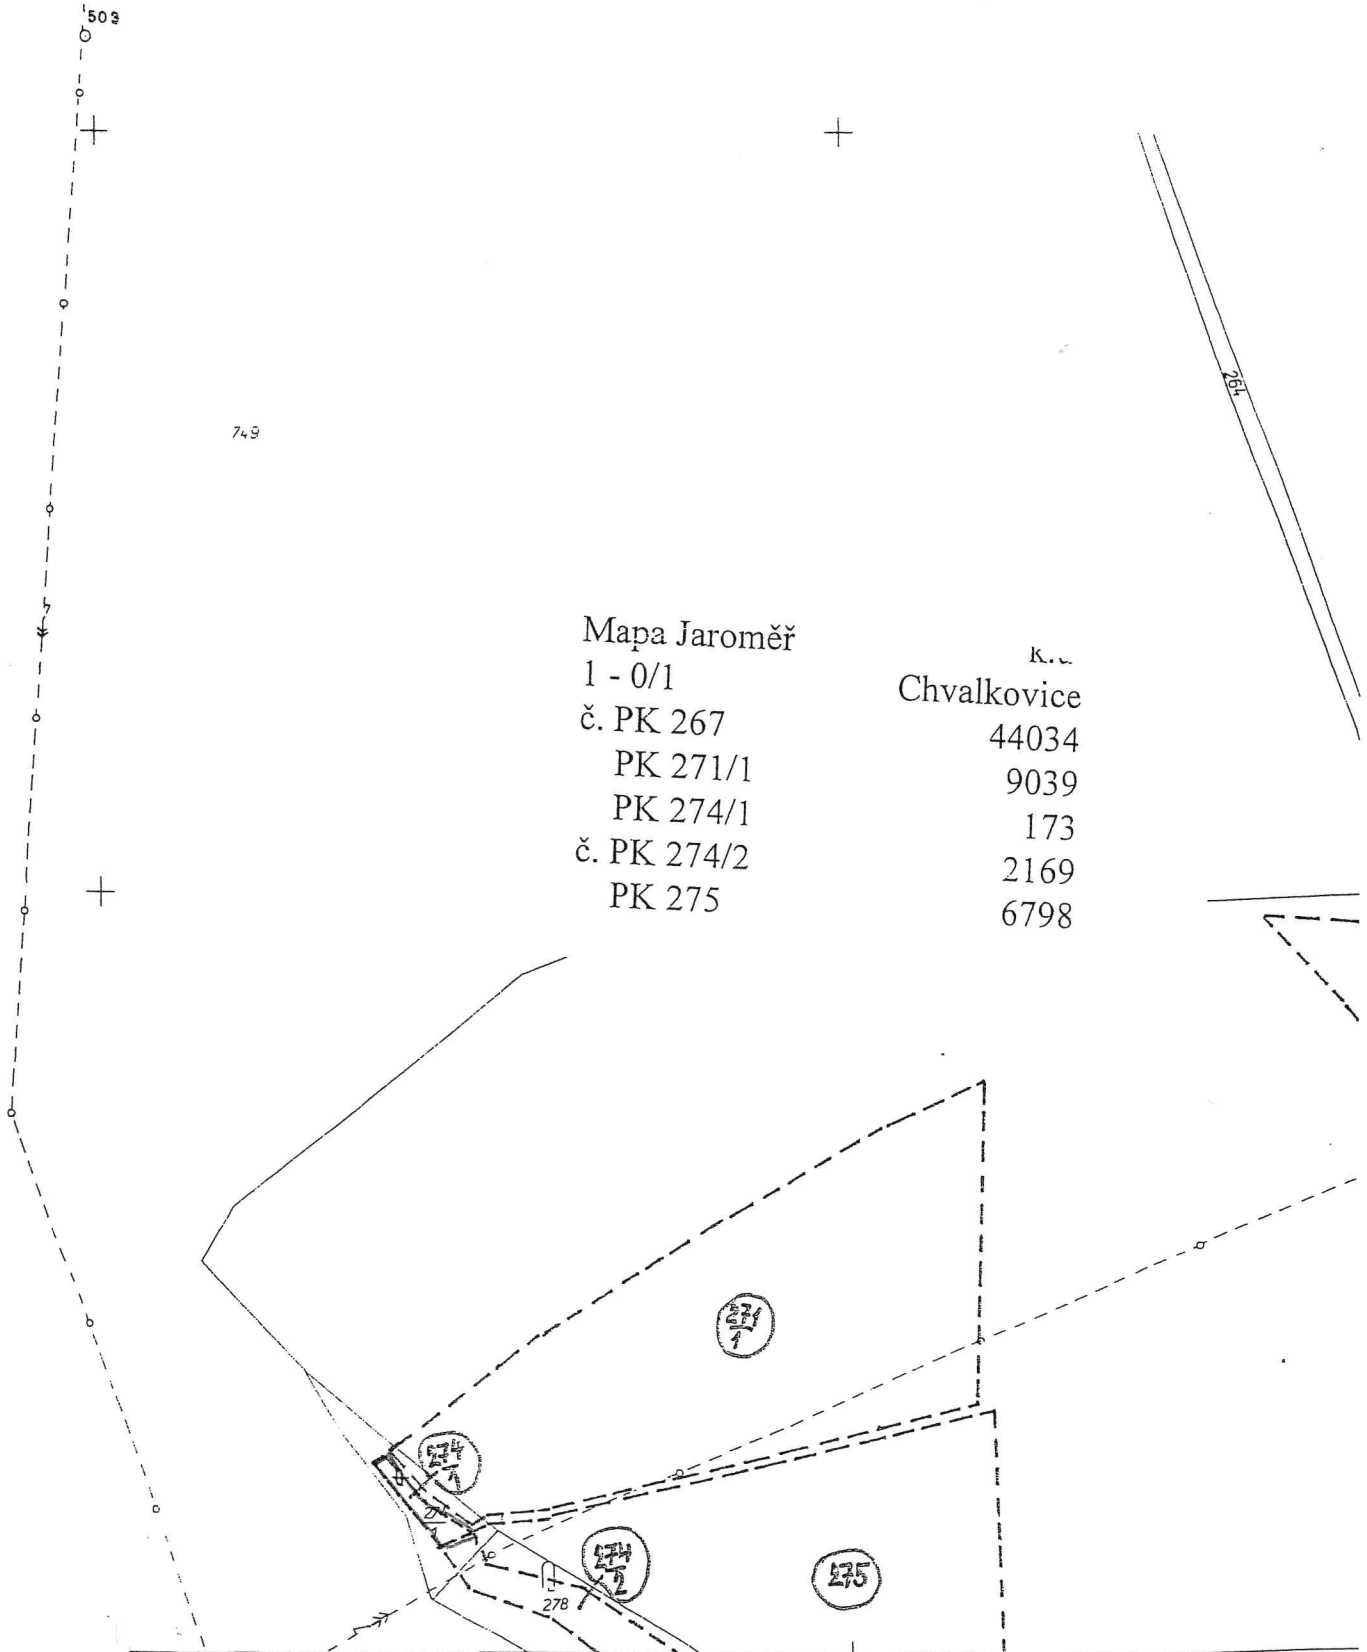 503
264
749
Mapa Jaroměř
1 - 0/1
Chvalkovice
č. PK 267 44034
PK 271/1 9039
PK 274/1 173
č. PK 274/2 2169
PK 275 6798
271/1
274/1
274/2
275
278